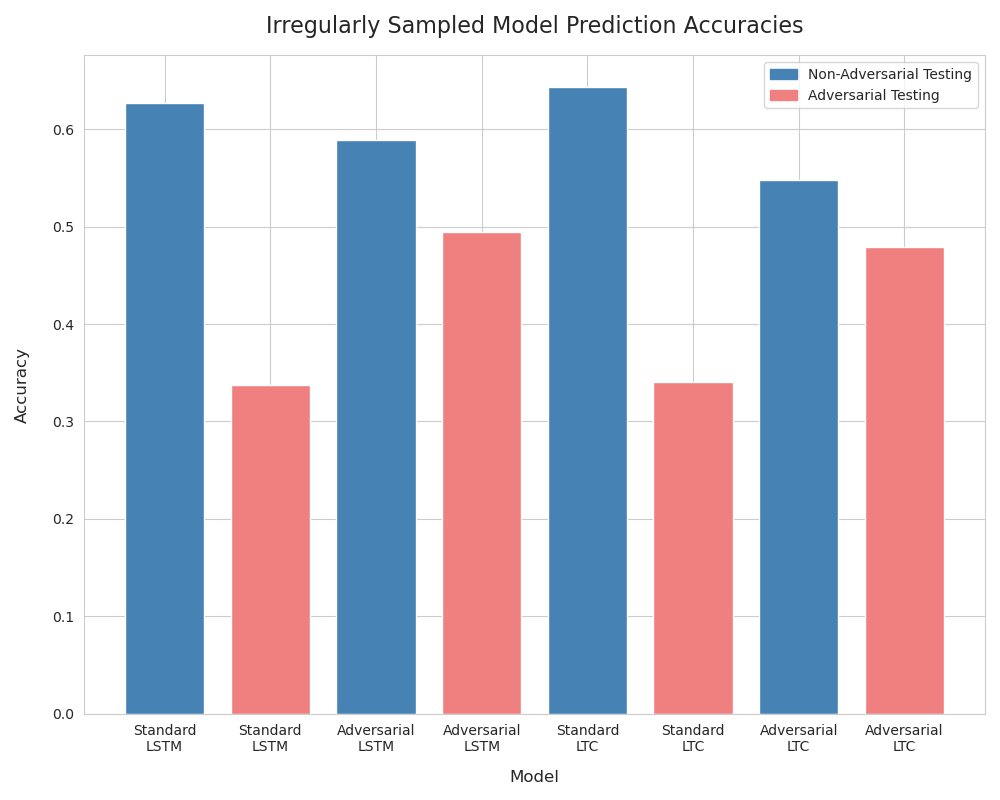 Irregularly Sampled Model Prediction Accuracies
Non-Adversarial Testing
Adversarial Testing
Accuracy
0.6
0.5
0.4
0.3
0.2
0.1
0.0
Standard
LSTM
Standard
LSTM
Adversarial
LSTM
Adversarial
LSTM
Standard
LTC
Standard
LTC
Adversarial
LTC
Adversarial
LTC
Model